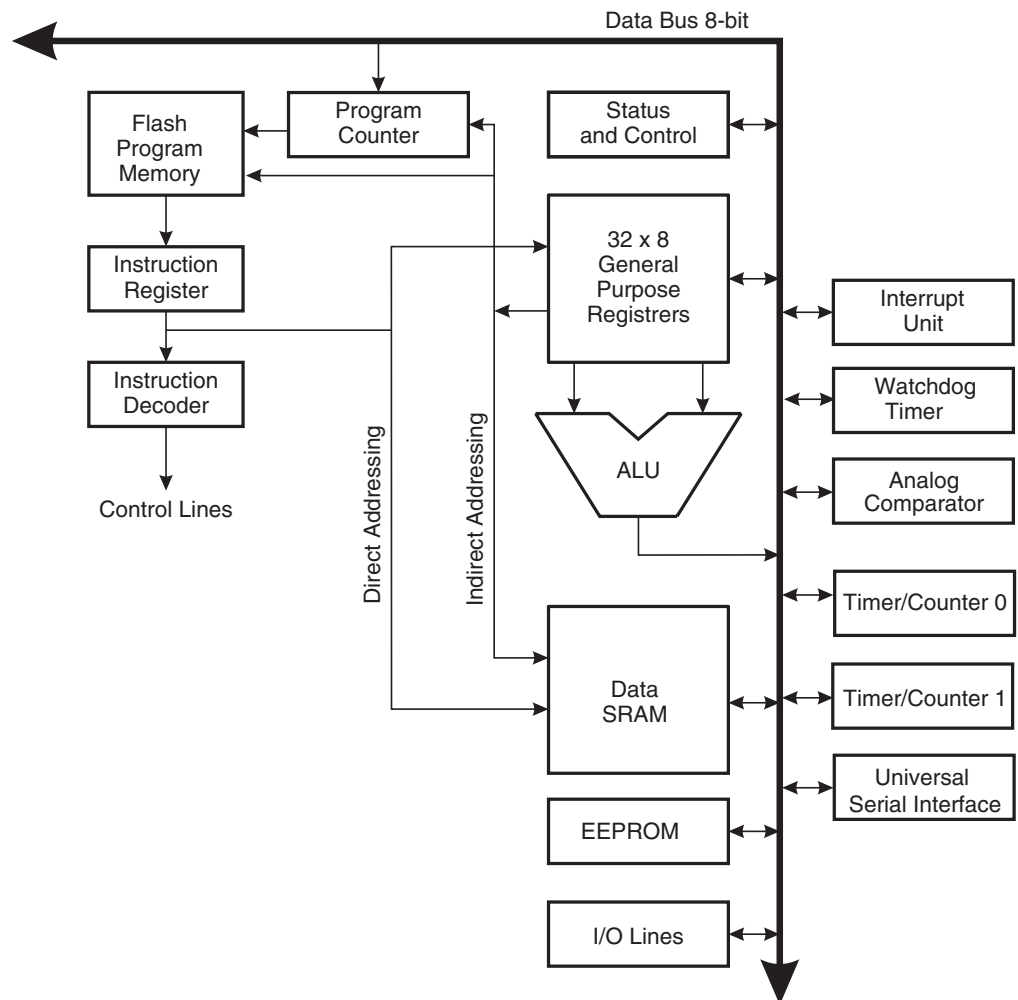 Data Bus 8-bit
Flash
Program
Memory
Program
Counter
Status
and Control
32 x 8
General
Purpose
Registrers
Instruction
Register
Instruction
Decoder
Control Lines
Direct Addressing
Indirect Addressing
ALU
Interrupt
Unit
Watchdog
Timer
Analog
Comparator
Timer/Counter 0
Data
SRAM
Timer/Counter 1
Universal
Serial Interface
EEPROM
I/O Lines